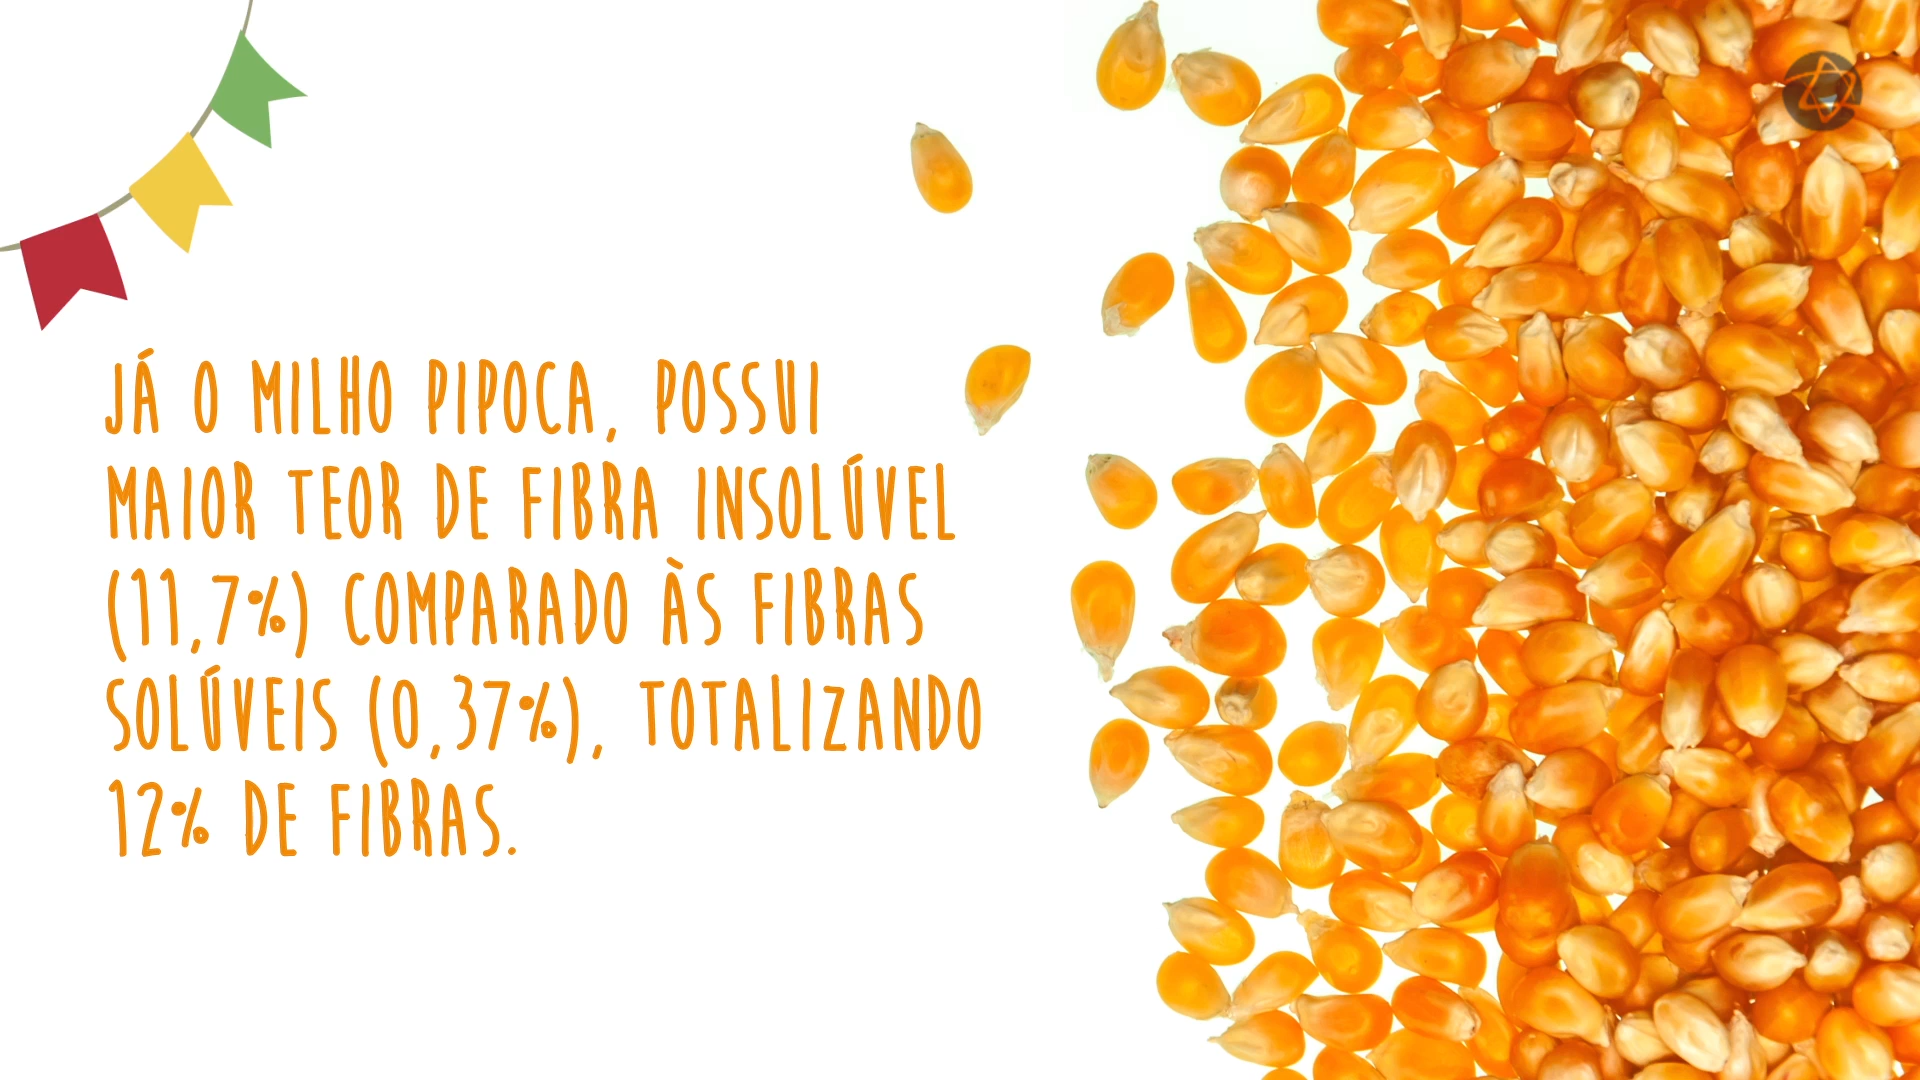 JÁ O MILHO PIPOCA, POSSUI
MAIOR TEOR DE FIBRA INSOLÚVEL
(11,7%) COMPARADO ÀS FIBRAS
SOLÚVEIS (0,37%), TOTALIZANDO
12% DE FIBRAS.